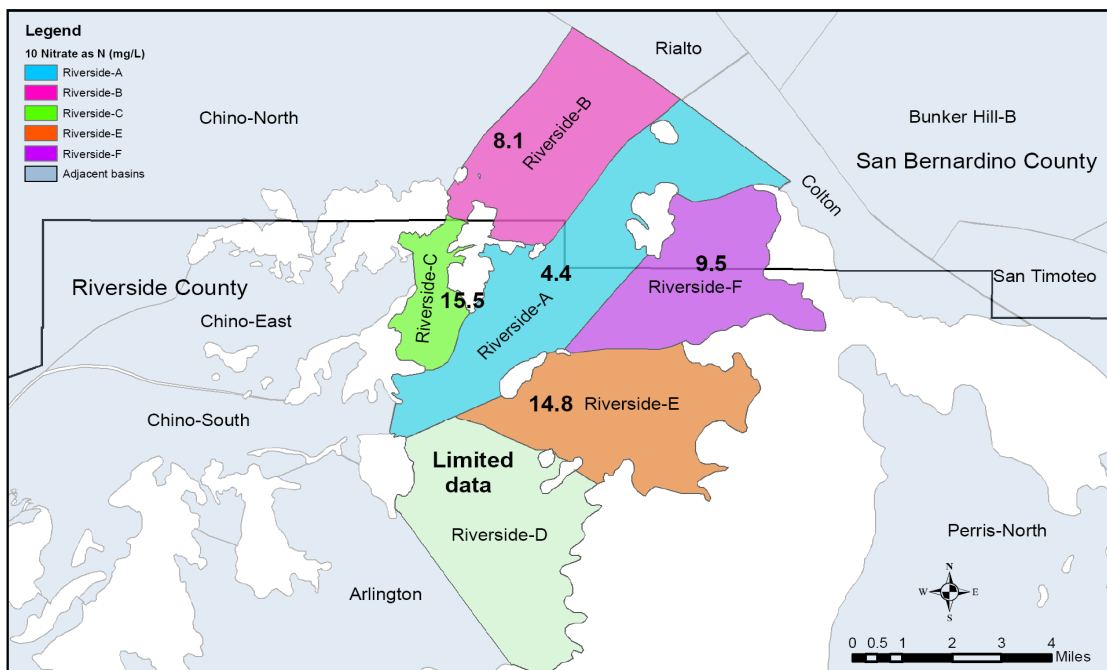 Legend
10 Nitrate as N (mg/L)
Riverside-A
Riverside-B
Riverside-C
Riverside-E
Riverside-F
Adjacent basins
Rialto
Chino-North
Bunker Hill-B
8.1
Riverside-B
San Bernardino County
Colton
Riverside County
Chino-East
Riverside-C
15.5
4.4
Riverside-A
9.5
Riverside-F
San Timoteo
Chino-South
14.8
Riverside-E
Limited
data
Riverside-D
Arlington
Perris-North
N
W
E
S
0 0.5 1 2 3 4
Miles